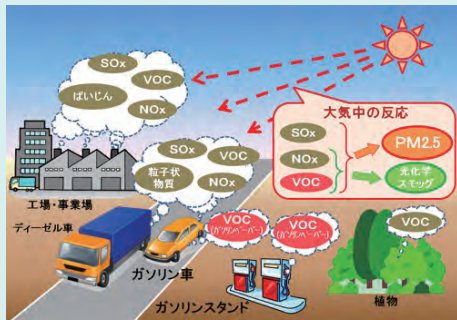 SOx
VOC
ばいじん
NOx
工場・事業場
SOx
VOC
粒子状
物質
NOx
ディーゼル車
ガソリン車
VOC
(ガソリンベーパー)
VOC
(ガソリンベーパー)
ガソリンスタンド
大気中の反応
SOx
NOx
VOC
PM2.5
光化学
スモッグ
VOC
植物